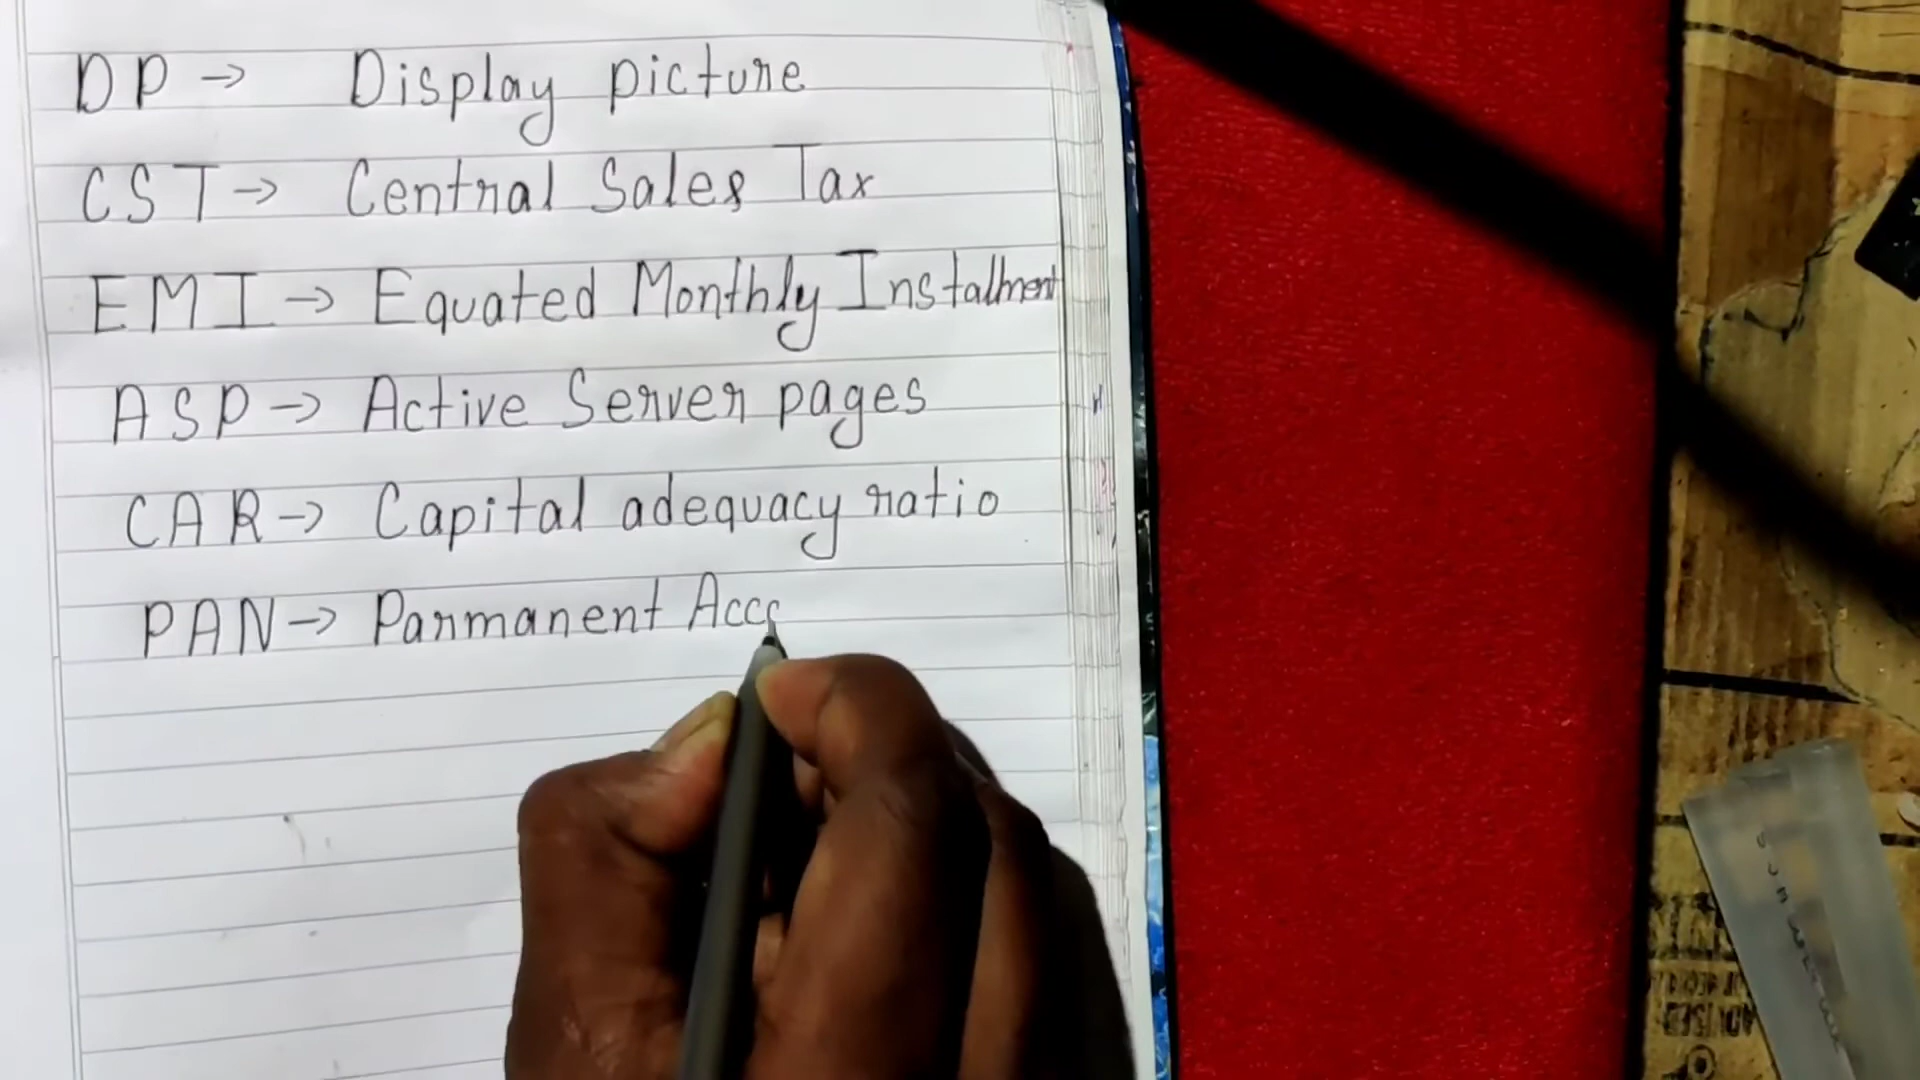 DP → Display picture
CST → Central Sales Tax
EMI → Equated Monthly Installment
ASP → Active Server pages
CAR → Capital adequacy ratio
PAN → Parmanent Acco